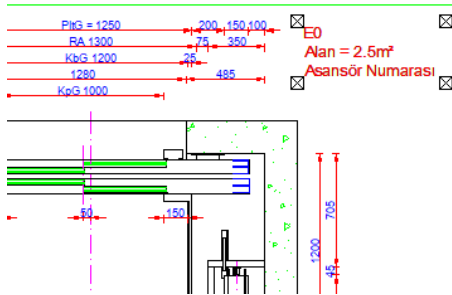 PltG = 1250
200
150
100
RA 1300
75
350
KbG 1200
25
1280
485
KpG 1000
E0
Alan = 2.5m²
Asansör Numarası
50
150
705
1200
45